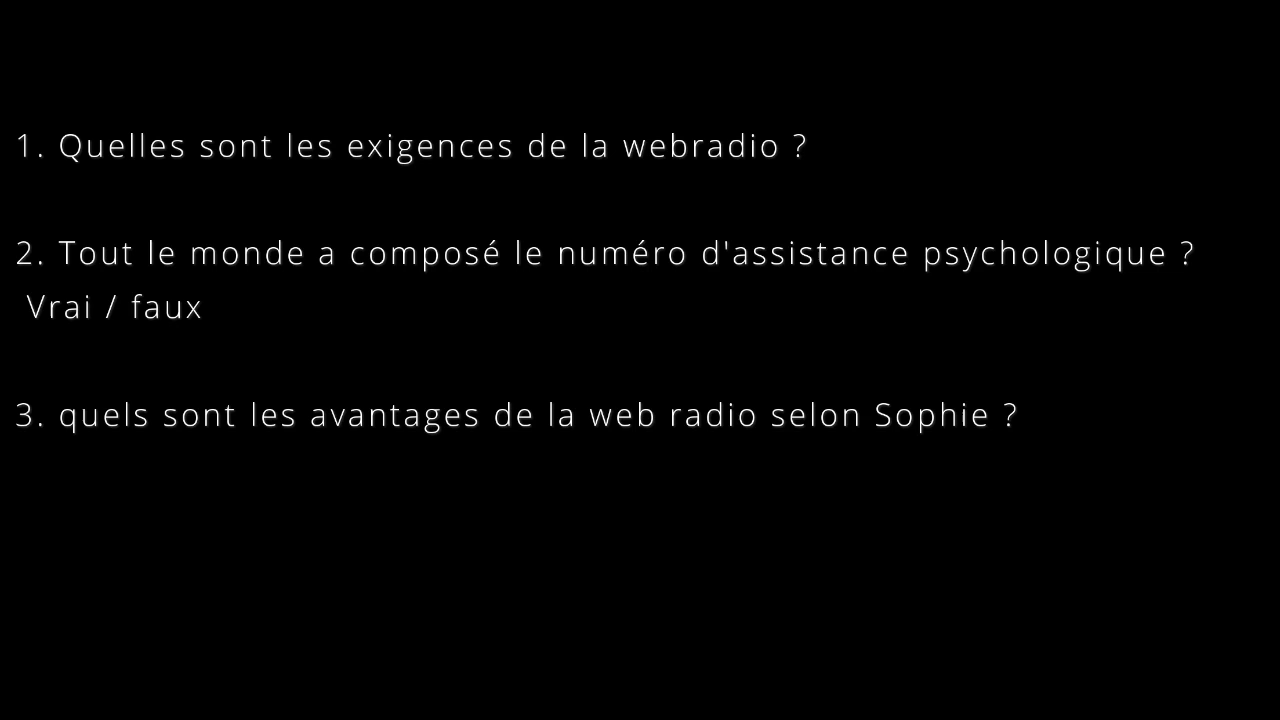 1. Quelles sont les exigences de la webradio ?
2. Tout le monde a composé le numéro d'assistance psychologique ?
Vrai / faux
3. quels sont les avantages de la web radio selon Sophie ?